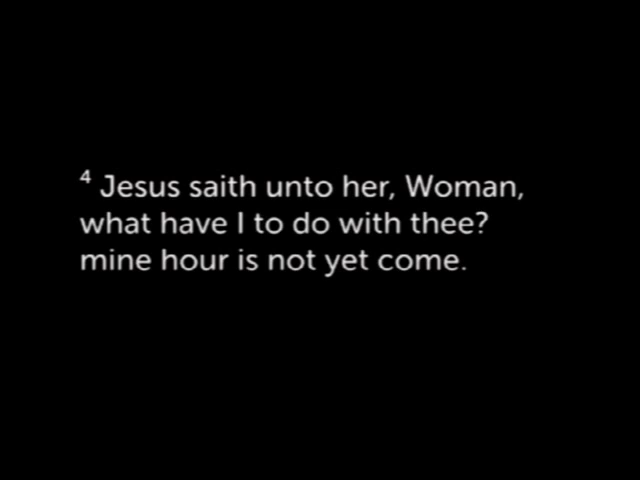 4 Jesus saith unto her, Woman,
what have I to do with thee?
mine hour is not yet come.